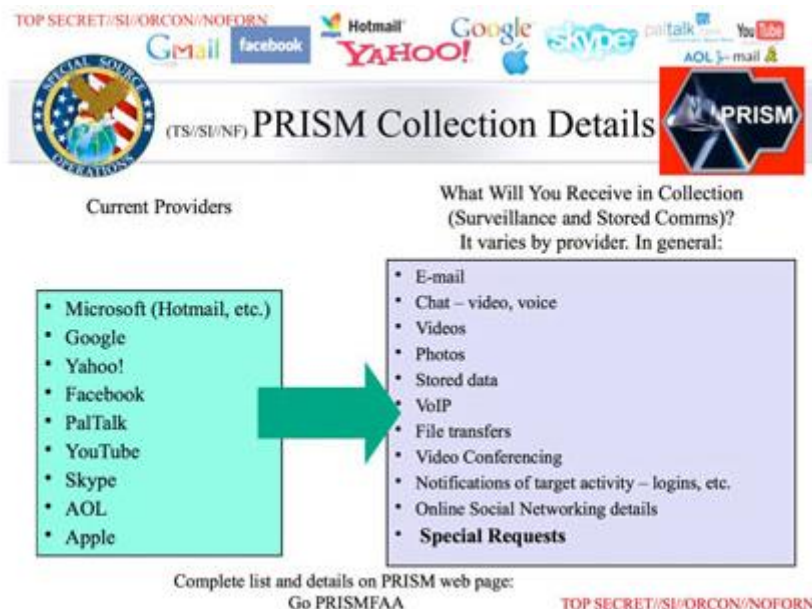 TOP SECRET//SI//ORCON//NOFORN
Gmail
facebook
Hotmail
YAHOO!
Google
skype
paltalk
YouTube
AOL mail
SPECIAL SOURCE
OPERATIONS
(TS//SI//NF) PRISM Collection Details
PRISM
Current Providers
What Will You Receive in Collection
(Surveillance and Stored Comms)?
It varies by provider. In general:
• Microsoft (Hotmail, etc.)
• Google
• Yahoo!
• Facebook
• PalTalk
• YouTube
• Skype
• AOL
• Apple
• E-mail
• Chat – video, voice
• Videos
• Photos
• Stored data
• VoIP
• File transfers
• Video Conferencing
• Notifications of target activity – logins, etc.
• Online Social Networking details
• Special Requests
Complete list and details on PRISM web page:
Go PRISMFAA
TOP SECRET//SI//ORCON//NOFORN